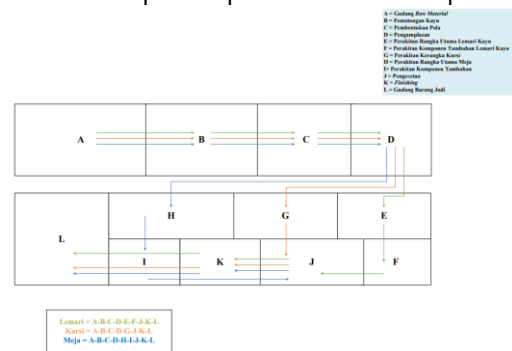 A = Gudang Raw Material
B = Pemotongan Kayu
C = Pembentukan Pola
D = Pengamplasan
E = Perakitan Rangka Utama Lemari Kayu
F = Perakitan Komponen Tambahan Lemari Kayu
G = Perakitan Kerangka Kursi
H = Perakitan Rangka Utama Meja
I= Perakitan Komponen Tambahan
J = Pengecetan
K = Finishing
L = Gudang Barang Jadi
A B C D
H G E
L
I K J F
Lemari = A-B-C-D-E-F-J-K-L
Kursi = A-B-C-D-G-J-K-L
Meja = A-B-C-D-H-I-J-K-L